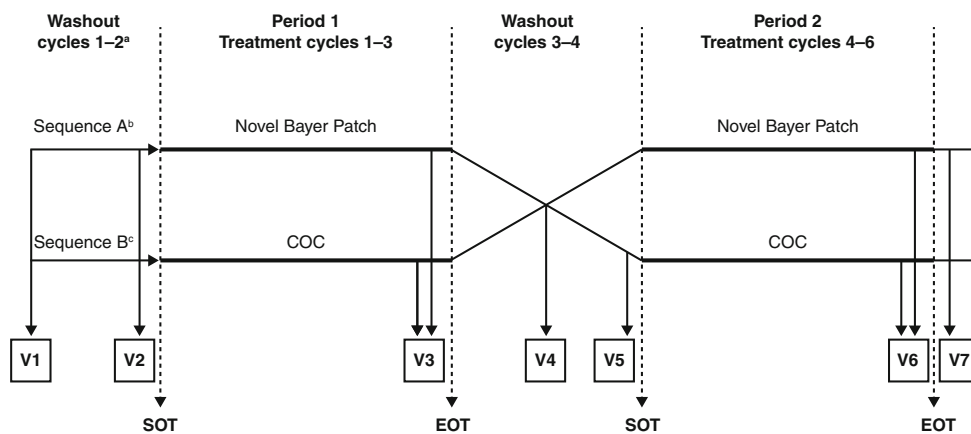 Washout
cycles 1–2ᵃ
Period 1
Treatment cycles 1–3
Washout
cycles 3–4
Period 2
Treatment cycles 4–6
Sequence Aᵇ
Novel Bayer Patch
Novel Bayer Patch
Sequence Bᶜ
COC
COC
V1
V2
V3
V4
V5
V6
V7
SOT
EOT
SOT
EOT